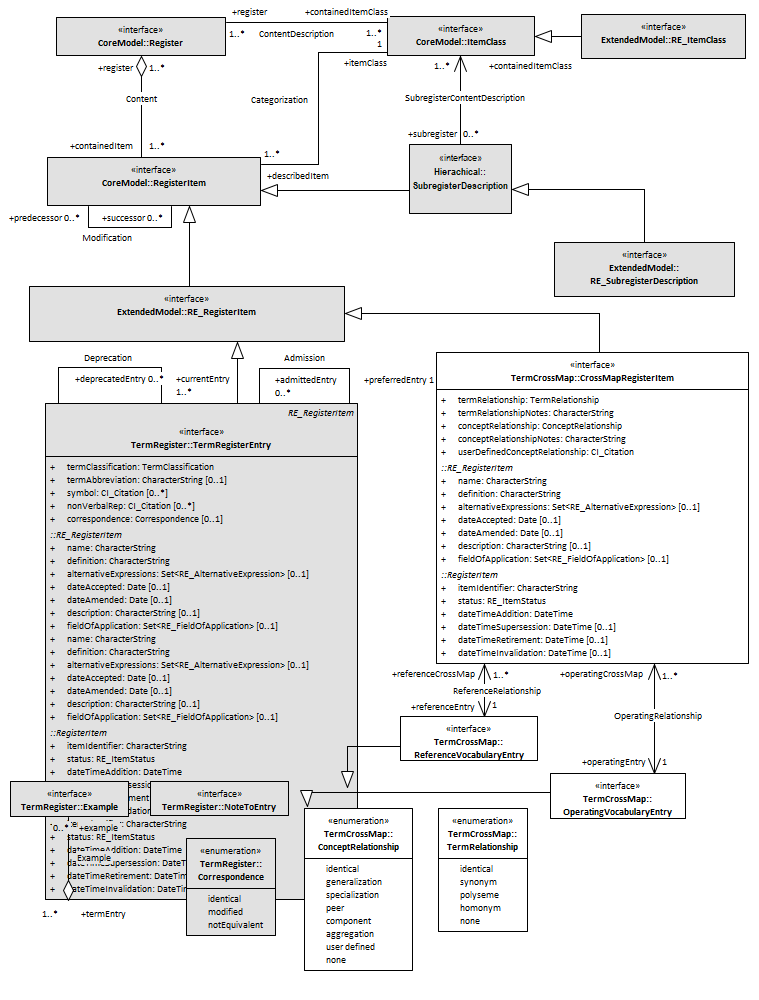 +register
+containedItemClass
«interface»
CoreModel::Register
1..*
ContentDescription
1..*
«interface»
CoreModel::ItemClass
«interface»
ExtendedModel::RE_ItemClass
1
+register
1..*
+itemClass
1..*
+containedItemClass
Content
Categorization
SubregisterContentDescription
+containedItem
1..*
1..*
+subregister
0..*
«interface»
CoreModel::RegisterItem
+describedItem
«interface»
Hierachical::
SubregisterDescription
+predecessor 0..*
+successor 0..*
Modification
«interface»
ExtendedModel::
RE_SubregisterDescription
«interface»
ExtendedModel::RE_RegisterItem
Deprecation
Admission
+deprecatedEntry 0..*
+currentEntry
1..*
+admittedEntry
0..*
+preferredEntry 1
«interface»
TermCrossMap::CrossMapRegisterItem
+ termRelationship: TermRelationship
+ termRelationshipNotes: CharacterString
+ conceptRelationship: ConceptRelationship
+ conceptRelationshipNotes: CharacterString
+ userDefinedConceptRelationship: CI_Citation
::RE_RegisterItem
+ name: CharacterString
+ definition: CharacterString
+ alternativeExpressions: Set<RE_AlternativeExpression> [0..1]
+ dateAccepted: Date [0..1]
+ dateAmended: Date [0..1]
+ description: CharacterString [0..1]
+ fieldOfApplication: Set<RE_FieldOfApplication> [0..1]
::RegisterItem
+ itemIdentifier: CharacterString
+ status: RE_ItemStatus
+ dateTimeAddition: DateTime
+ dateTimeSupersession: DateTime [0..1]
+ dateTimeRetirement: DateTime [0..1]
+ dateTimeInvalidation: DateTime [0..1]
RE_RegisterItem
«interface»
TermRegister::TermRegisterEntry
+ termClassification: TermClassification
+ termAbbreviation: CharacterString [0..1]
+ symbol: CI_Citation [0..*]
+ nonVerbalRep: CI_Citation [0..*]
+ correspondence: Correspondence [0..1]
::RE_RegisterItem
+ name: CharacterString
+ definition: CharacterString
+ alternativeExpressions: Set<RE_AlternativeExpression> [0..1]
+ dateAccepted: Date [0..1]
+ dateAmended: Date [0..1]
+ description: CharacterString [0..1]
+ fieldOfApplication: Set<RE_FieldOfApplication> [0..1]
+ name: CharacterString
+ definition: CharacterString
+ alternativeExpressions: Set<RE_AlternativeExpression> [0..1]
+ dateAccepted: Date [0..1]
+ dateAmended: Date [0..1]
+ description: CharacterString [0..1]
+ fieldOfApplication: Set<RE_FieldOfApplication> [0..1]
::RegisterItem
+ itemIdentifier: CharacterString
+ status: RE_ItemStatus
+ dateTimeAddition: DateTime
+referenceCrossMap
1..*
ReferenceRelationship
+referenceEntry
1
+operatingCrossMap
1..*
OperatingRelationship
+operatingEntry
1
«interface»
TermCrossMap::
ReferenceVocabularyEntry
«interface»
TermCrossMap::
OperatingVocabularyEntry
«interface»
TermRegister::Example
«interface»
TermRegister::NoteToEntry
0..*
+example
CharacterString
+ status: RE_ItemStatus
+ dateTimeAddition: DateTime
Example
+ dateTimeSupersession: DateT
+ dateTimeRetirement: DateTi
+ dateTimeInvalidation: DateTi
1..*
+termEntry
«enumeration»
TermRegister::
Correspondence
identical
modified
notEquivalent
«enumeration»
TermCrossMap::
ConceptRelationship
identical
generalization
specialization
peer
component
aggregation
user defined
none
«enumeration»
TermCrossMap::
TermRelationship
identical
synonym
polyseme
homonym
none